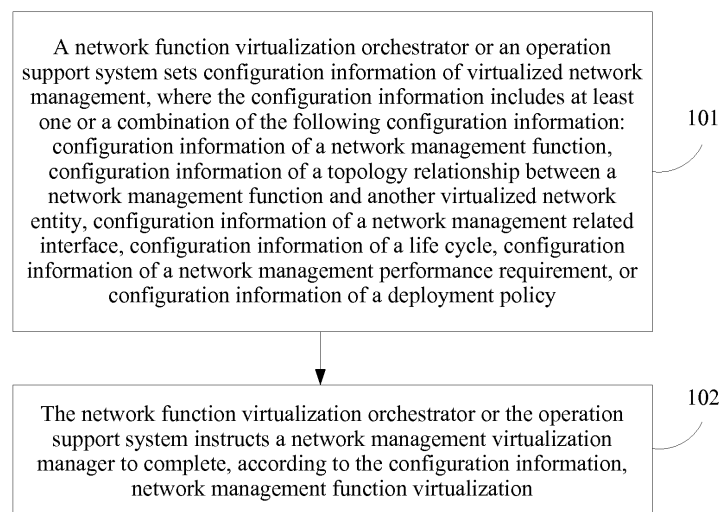 A network function virtualization orchestrator or an operation
support system sets configuration information of virtualized network
management, where the configuration information includes at least
one or a combination of the following configuration information:
configuration information of a network management function,
configuration information of a topology relationship between a
network management function and another virtualized network
entity, configuration information of a network management related
interface, configuration information of a life cycle, configuration
information of a network management performance requirement, or
configuration information of a deployment policy
101
The network function virtualization orchestrator or the operation
support system instructs a network management virtualization
manager to complete, according to the configuration information,
network management function virtualization
102